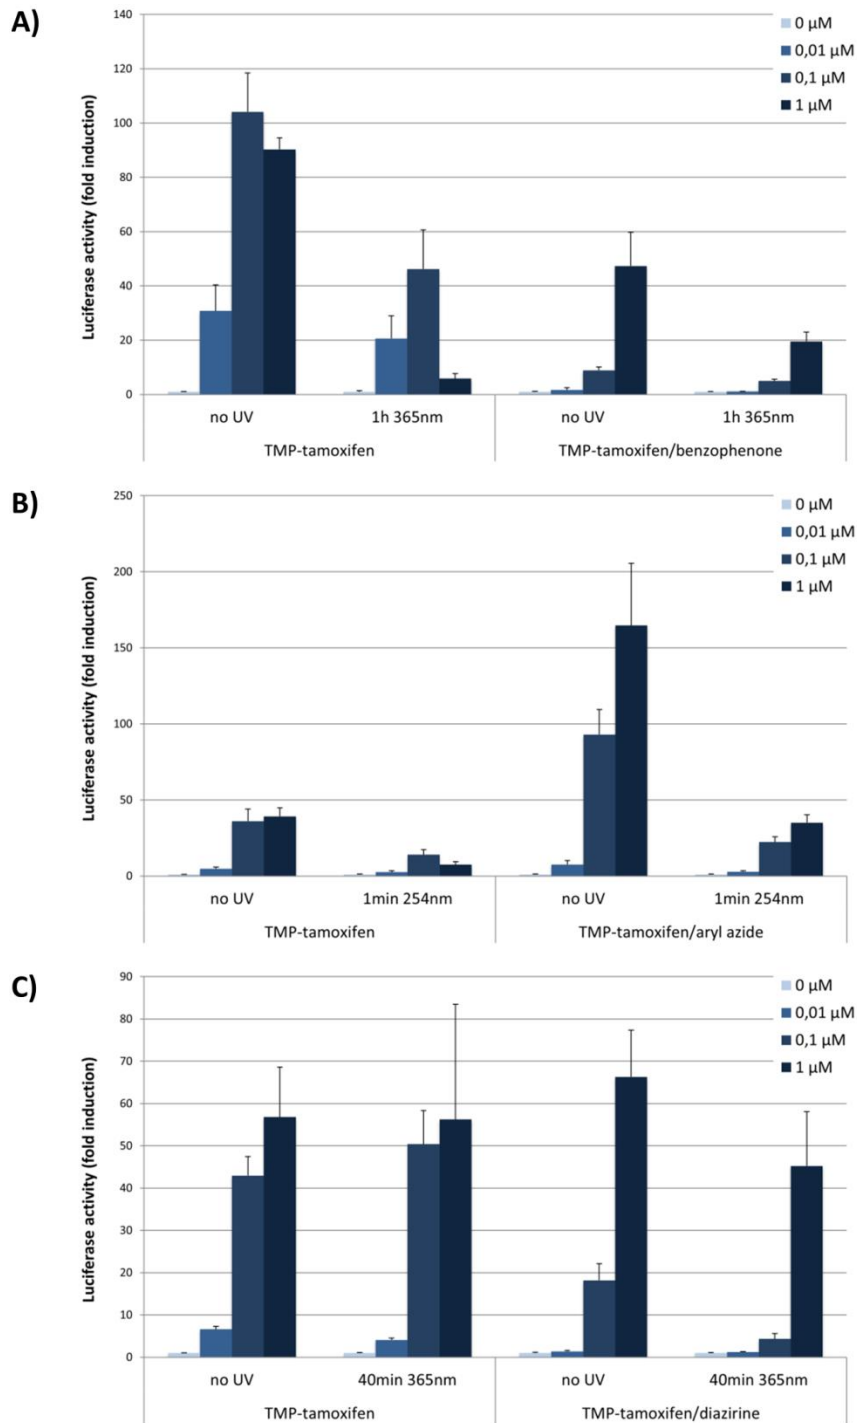 A)
Luciferase activity (fold induction)
140
120
100
80
60
40
20
0
0 µM
0,01 µM
0,1 µM
1 µM
no UV
1h 365nm
no UV
1h 365nm
TMP-tamoxifen
TMP-tamoxifen/benzophenone
B)
Luciferase activity (fold induction)
250
200
150
100
50
0
0 µM
0,01 µM
0,1 µM
1 µM
no UV
1min 254nm
no UV
1min 254nm
TMP-tamoxifen
TMP-tamoxifen/aryl azide
C)
Luciferase activity (fold induction)
90
80
70
60
50
40
30
20
10
0
0 µM
0,01 µM
0,1 µM
1 µM
no UV
40min 365nm
no UV
40min 365nm
TMP-tamoxifen
TMP-tamoxifen/diazirine